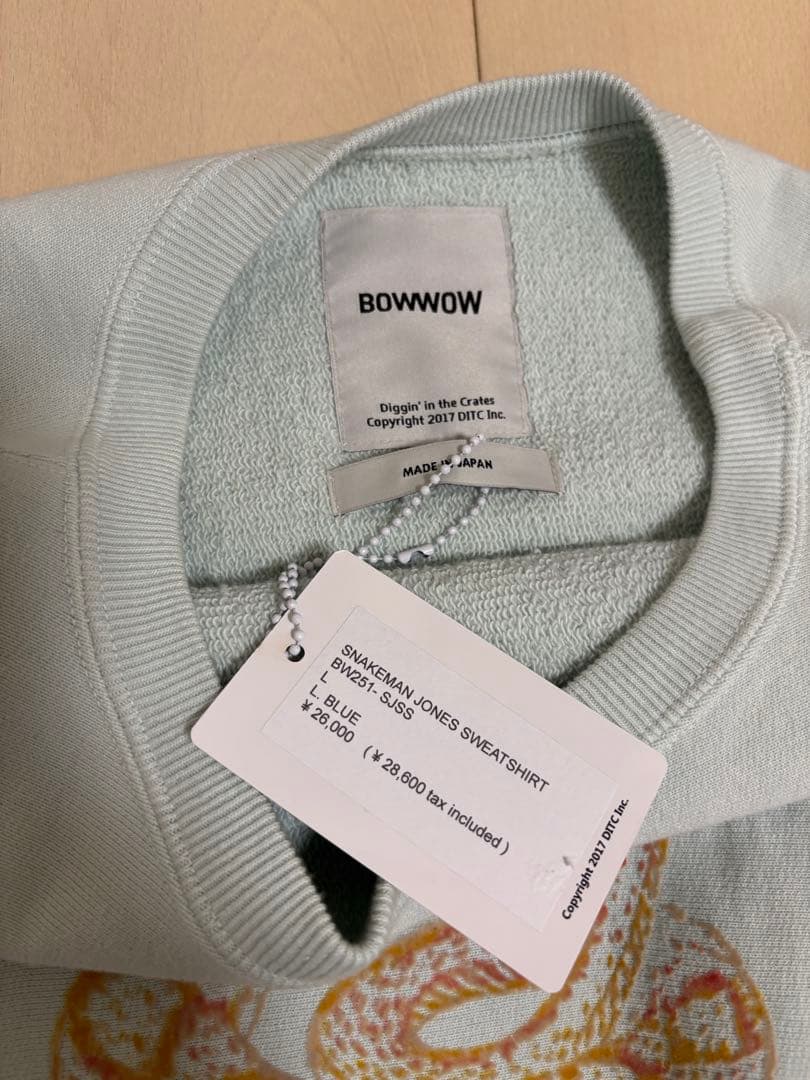 BOWWOW
Diggin' in the Crates
Copyright 2017 DITC Inc.
MADE IN JAPAN
SNAKEMAN JONES SWEATSHIRT
BW251- SJSS
L
L. BLUE
¥26,000 (¥28,600 tax included)
Copyright 2017 DITC Inc.